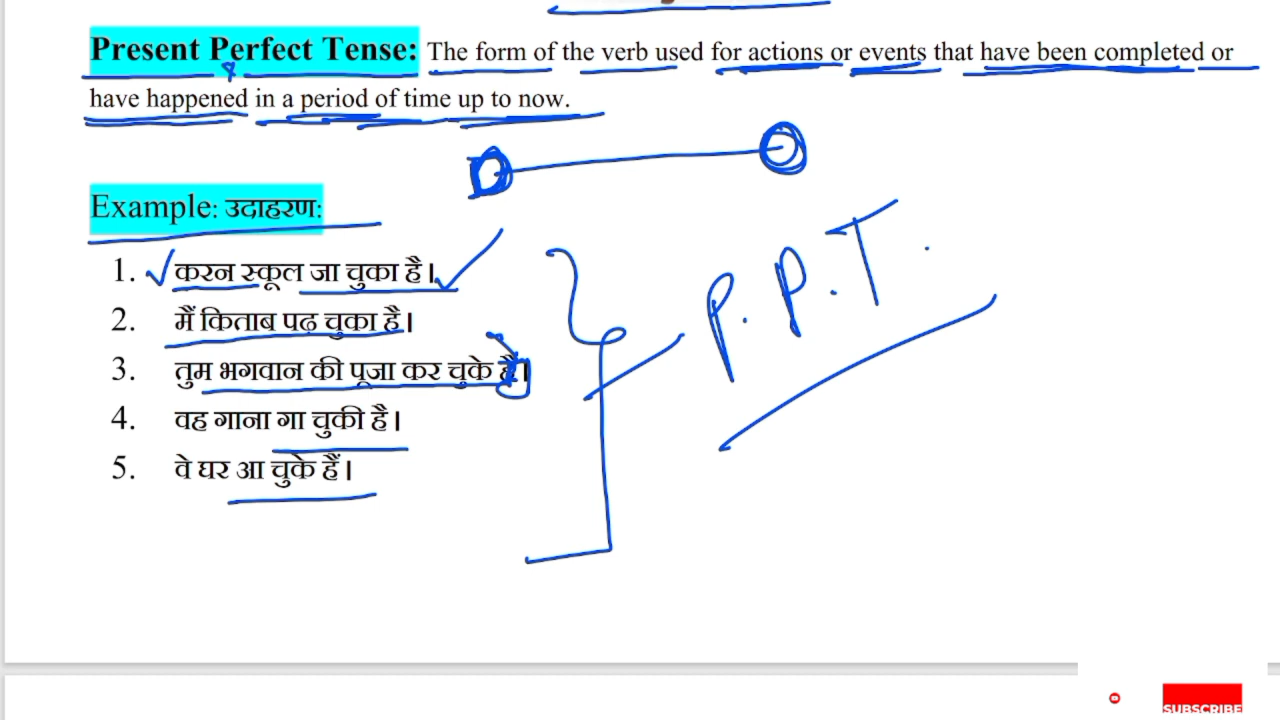 Present Perfect Tense: The form of the verb used for actions or events that have been completed or
have happened in a period of time up to now.
Example: उदाहरण:
1. करन स्कूल जा चुका है।
2. मैं किताब पढ़ चुका है।
3. तुम भगवान की पूजा कर चुके
4. वह गाना गा चुकी है।
5. वे घर आ चुके हैं।
P.P.T.
SUBSCRIBE